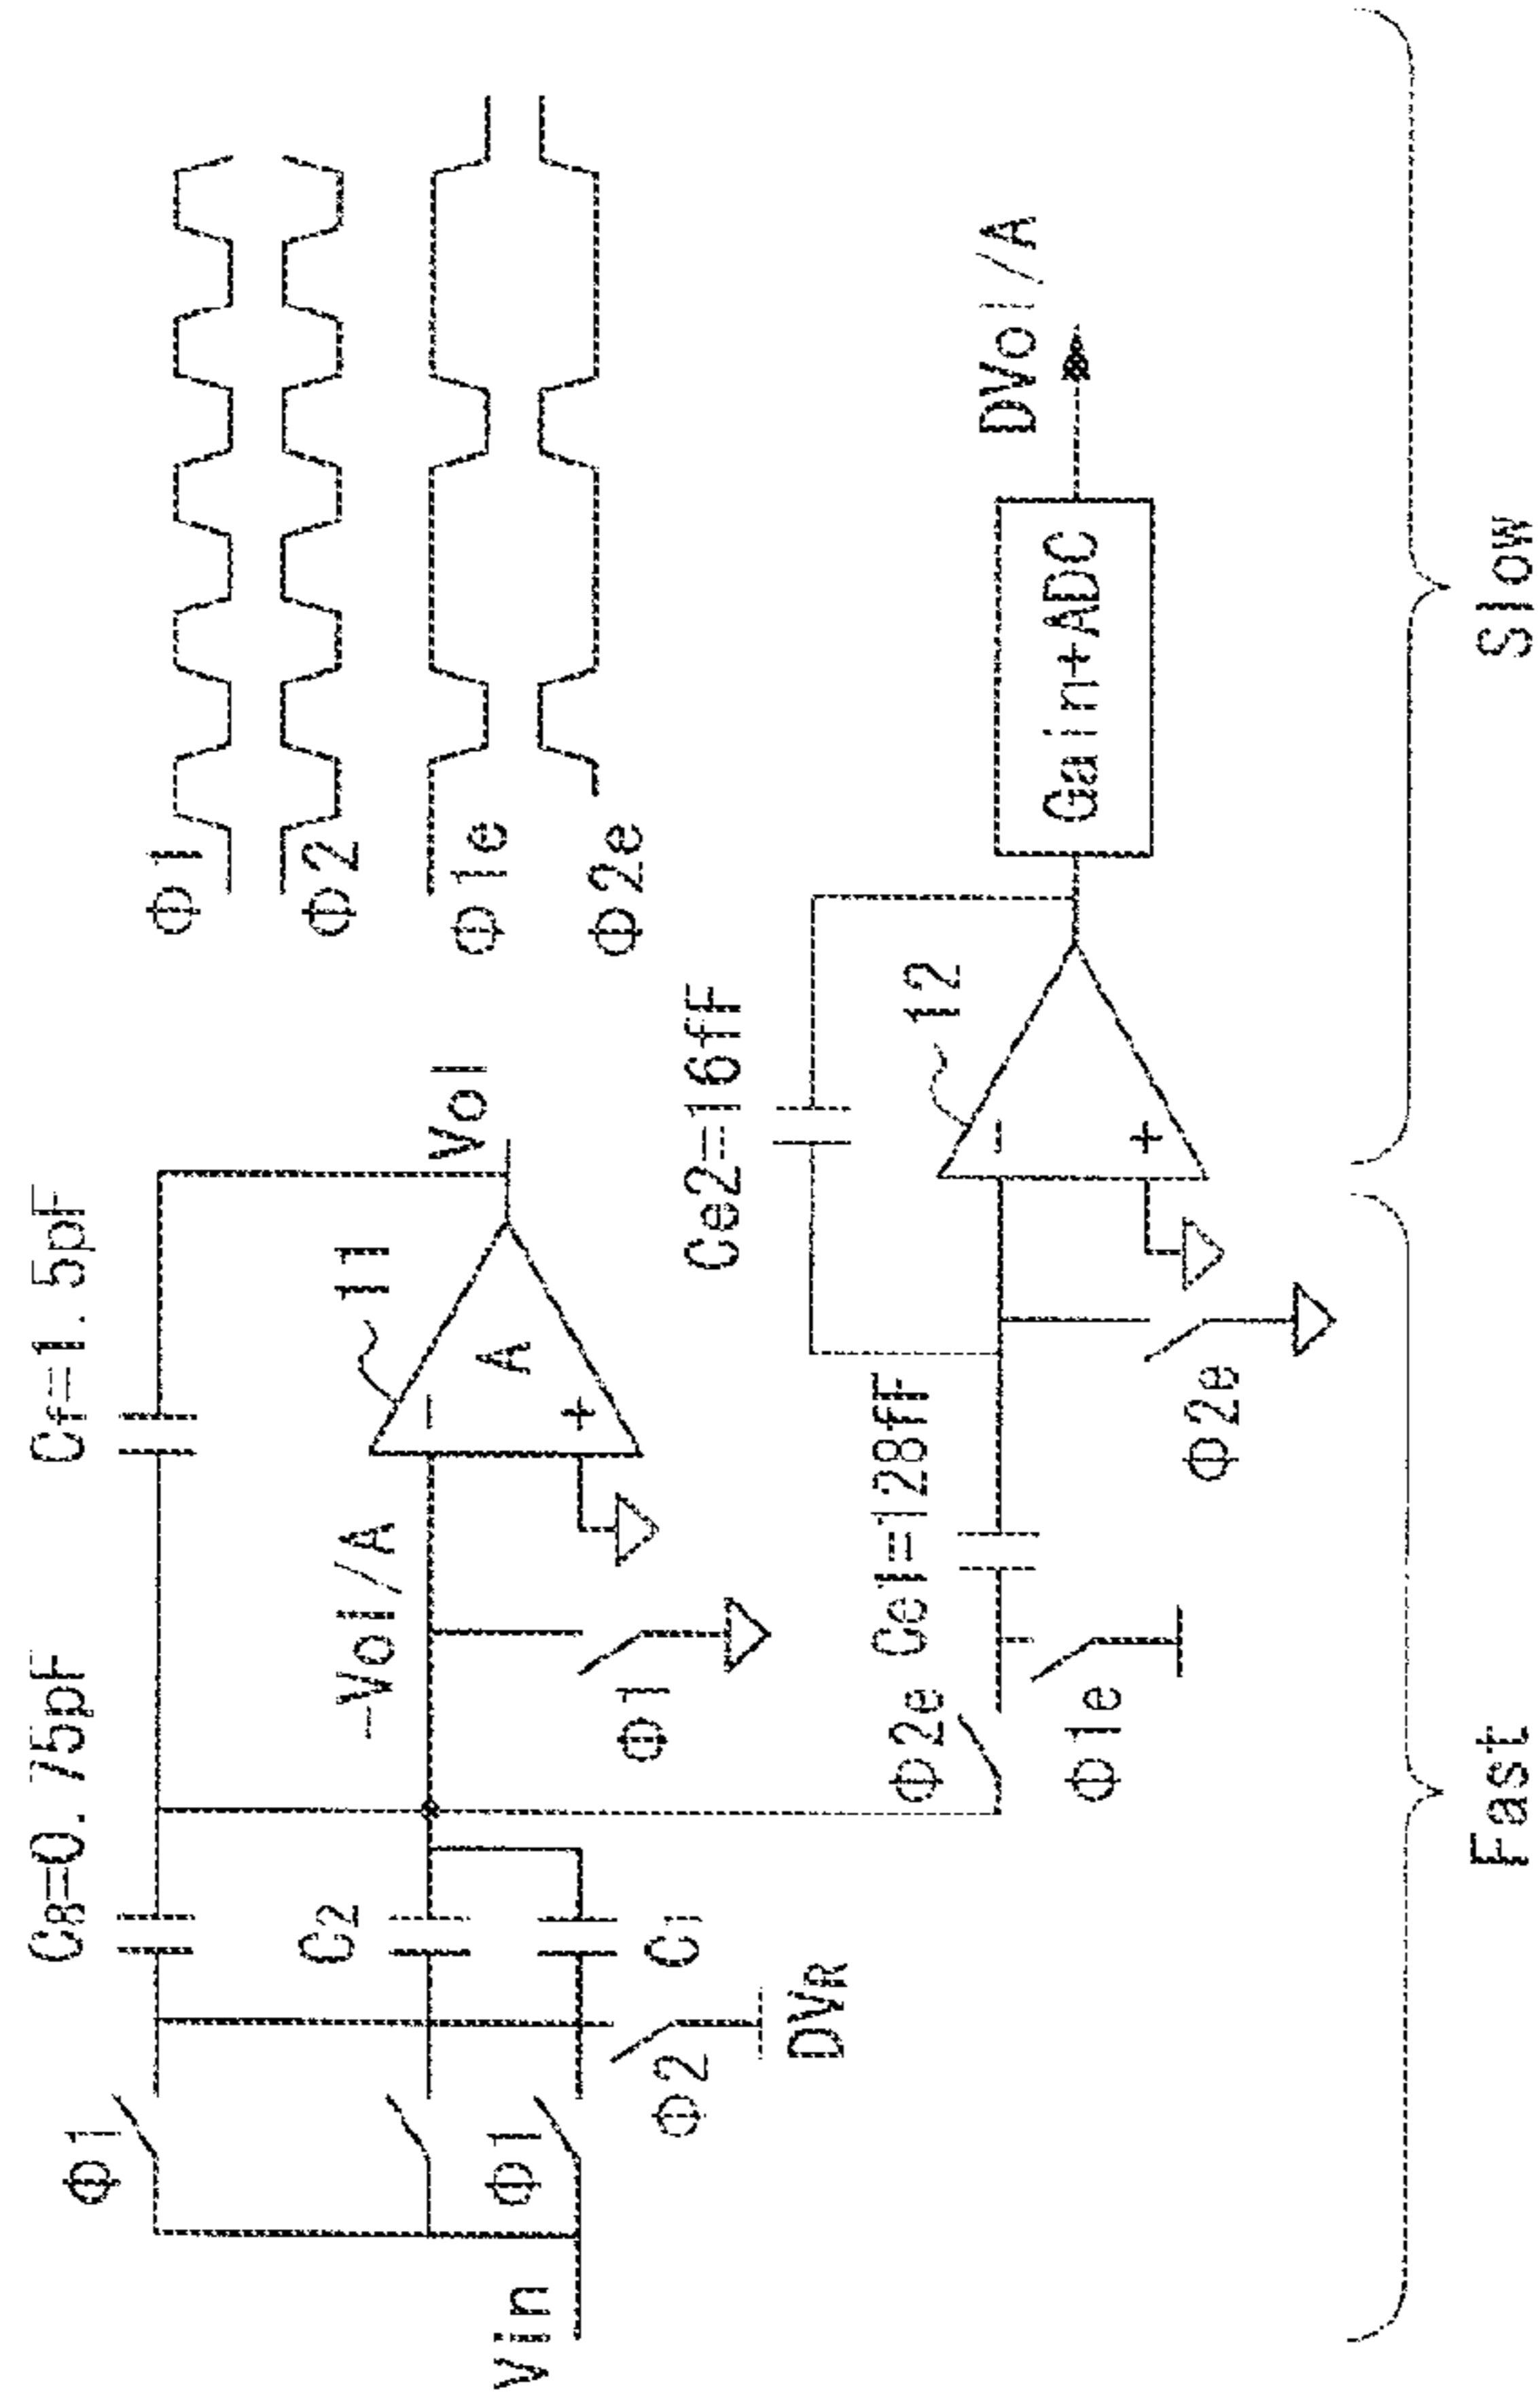 Φ1
CR=0.75pF
Cf=1.5pF
C2
-Vol/A
11
A
-
+
Vol
Φ1
Vin
C1
Φ1
Φ2
DVR
Φ1
Φ2
Φ1e
Φ2e
Φ2e
Ce1=128fF
Ce2=16fF
12
-
+
Φ1e
Φ2e
Gain+ADC
DVol/A
Fast
Slow